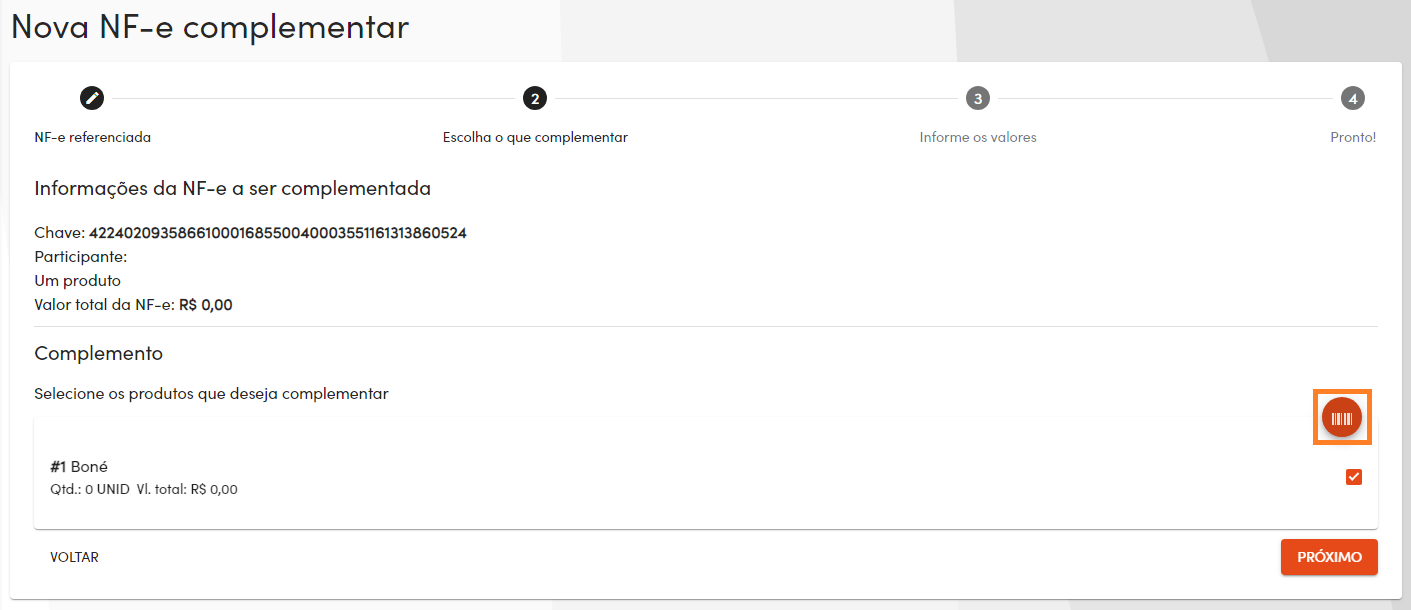 Nova NF-e complementar
2
3
4
NF-e referenciada
Escolha o que complementar
Informe os valores
Pronto!
Informações da NF-e a ser complementada
Chave: 42240209358661000168550040003551161313860524
Participante:
Um produto
Valor total da NF-e: R$ 0,00
Complemento
Selecione os produtos que deseja complementar
#1 Boné
Qtd.: 0 UNID Vl. total: R$ 0,00
VOLTAR
PRÓXIMO